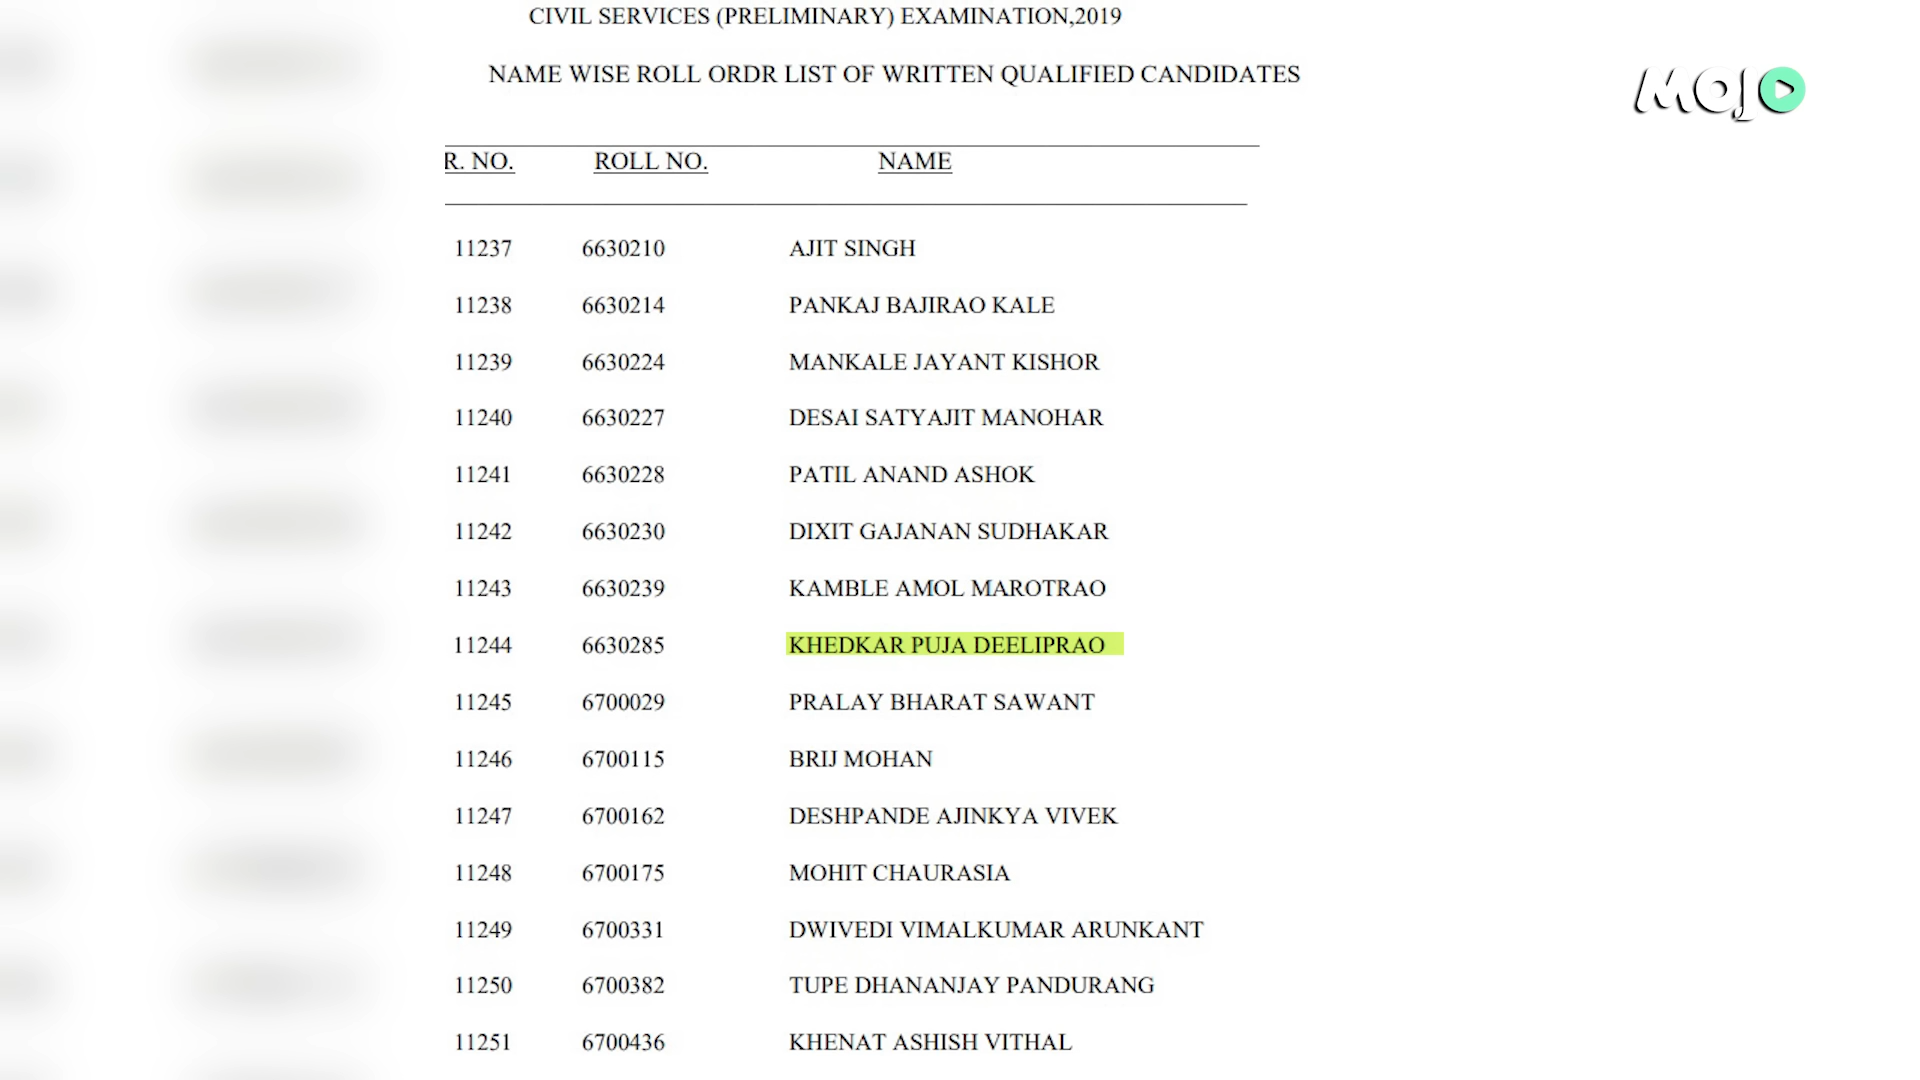 CIVIL SERVICES (PRELIMINARY) EXAMINATION,2019
NAME WISE ROLL ORDR LIST OF WRITTEN QUALIFIED CANDIDATES
MOJO
R. NO. ROLL NO. NAME
11237 6630210 AJIT SINGH
11238 6630214 PANKAJ BAJIRAO KALE
11239 6630224 MANKALE JAYANT KISHOR
11240 6630227 DESAI SATYAJIT MANOHAR
11241 6630228 PATIL ANAND ASHOK
11242 6630230 DIXIT GAJANAN SUDHAKAR
11243 6630239 KAMBLE AMOL MAROTRAO
11244 6630285 KHEDKAR PUJA DEELIPRAO
11245 6700029 PRALAY BHARAT SAWANT
11246 6700115 BRIJ MOHAN
11247 6700162 DESHPANDE AJINKYA VIVEK
11248 6700175 MOHIT CHAURASIA
11249 6700331 DWIVEDI VIMALKUMAR ARUNKANT
11250 6700382 TUPE DHANANJAY PANDURANG
11251 6700436 KHENAT ASHISH VITHAL